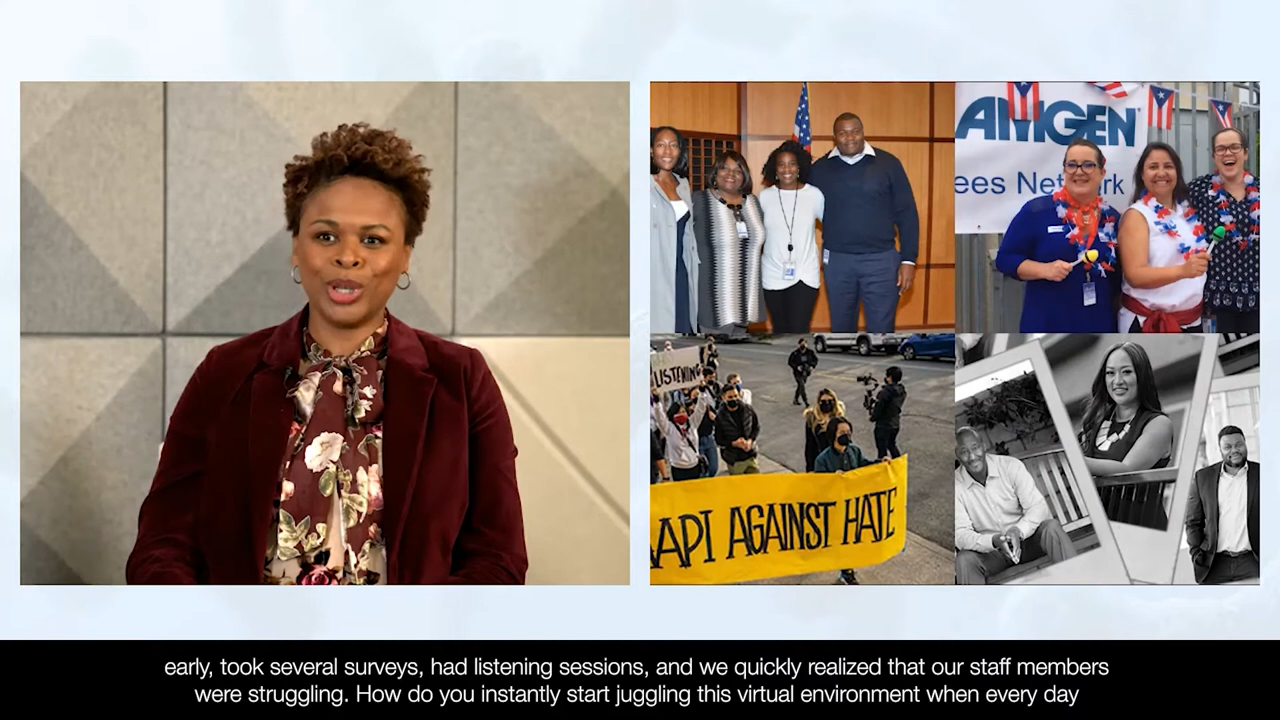 AMGEN
ees Network
LISTENING
AAPI AGAINST HATE
early, took several surveys, had listening sessions, and we quickly realized that our staff members
were struggling. How do you instantly start juggling this virtual environment when every day